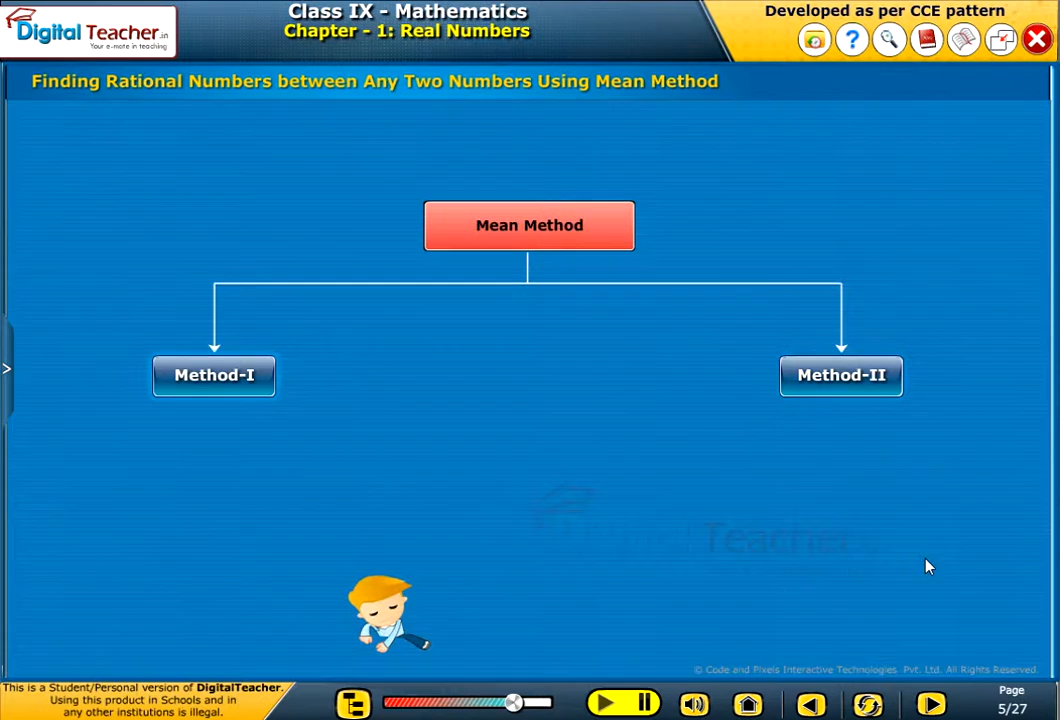 Digital Teacher.in
Your e-mate in teaching
Class IX - Mathematics
Chapter - 1: Real Numbers
Developed as per CCE pattern
Finding Rational Numbers between Any Two Numbers Using Mean Method
Mean Method
Method-I
Method-II
Teacher
© Code and Pixels Interactive Technologies  Pvt. Ltd. All Rights Reserved.
This is a Student/Personal version of DigitalTeacher.
Using this product in Schools and in
any other institutions is illegal.
Page
5/27